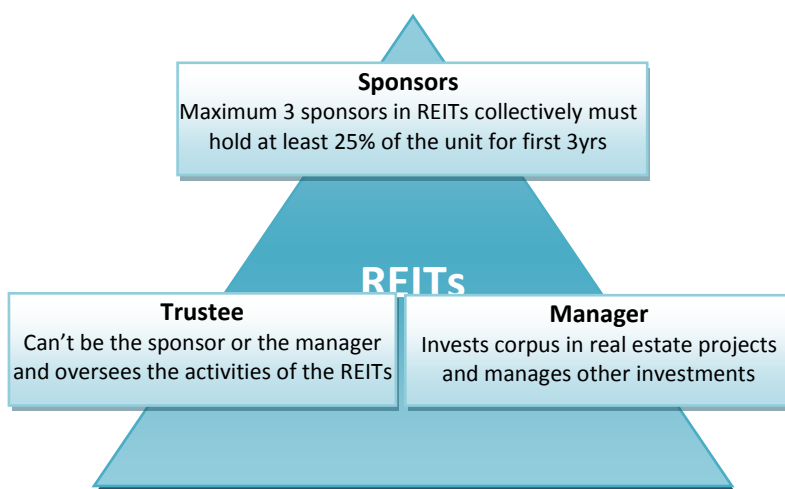 Sponsors
Maximum 3 sponsors in REITs collectively must
hold at least 25% of the unit for first 3yrs
REITs
Trustee
Can’t be the sponsor or the manager
and oversees the activities of the REITs
Manager
Invests corpus in real estate projects
and manages other investments